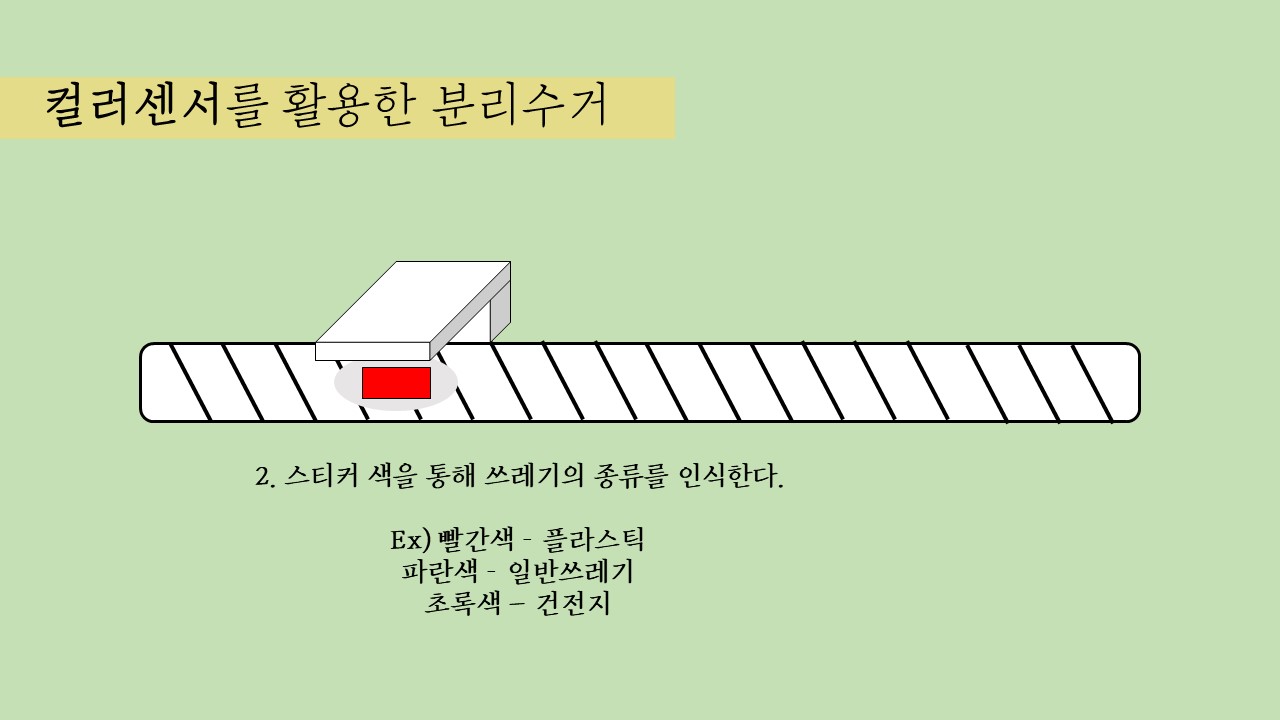 컬러센서를 활용한 분리수거
2. 스티커 색을 통해 쓰레기의 종류를 인식한다.
Ex) 빨간색 - 플라스틱
파란색 - 일반쓰레기
초록색 – 건전지